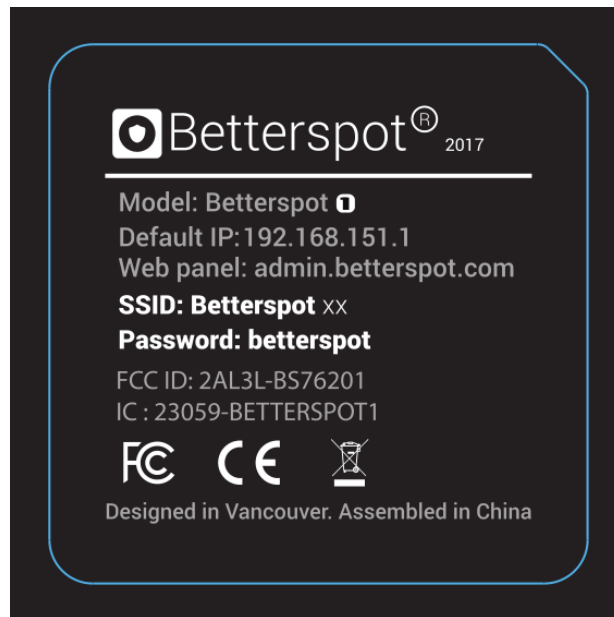 Betterspot® 2017
Model: Betterspot 1
Default IP: 192.168.151.1
Web panel: admin.betterspot.com
SSID: Betterspot xx
Password: betterspot
FCC ID: 2AL3L-BS76201
IC : 23059-BETTERSPOT1
FC CE
Designed in Vancouver. Assembled in China